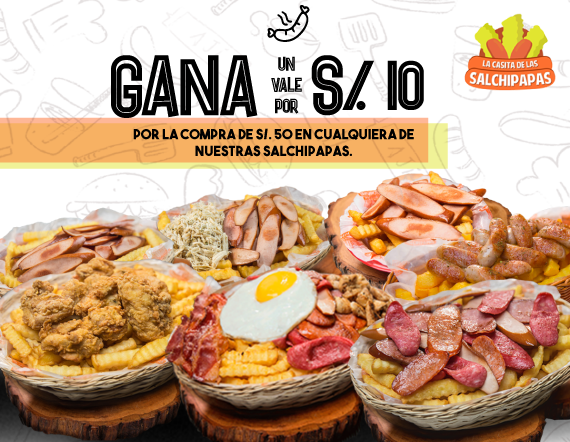 GANA UN VALE POR S/. 10
POR LA COMPRA DE S/. 50 EN CUALQUIERA DE
NUESTRAS SALCHIPAPAS.
LA CASITA DE LAS
SALCHIPAPAS